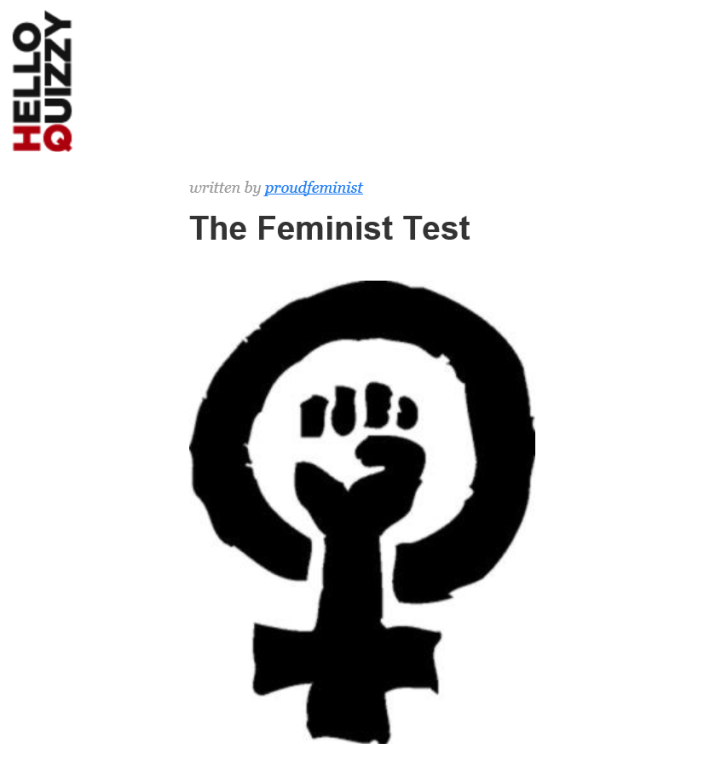 HELLO
QUIZZY
written by proudfeminist
The Feminist Test